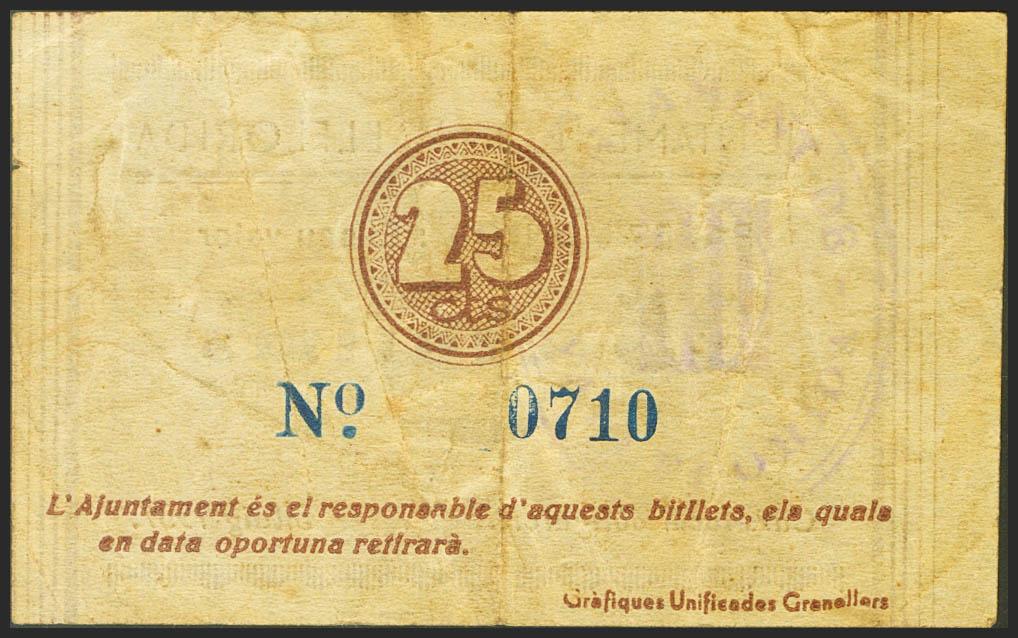 25
cts
Nº 0710
L'Ajuntament és el responsable d'aquests bitllets, els quals
en data oportuna retirarà.
Gràfiques Unificades Granollers